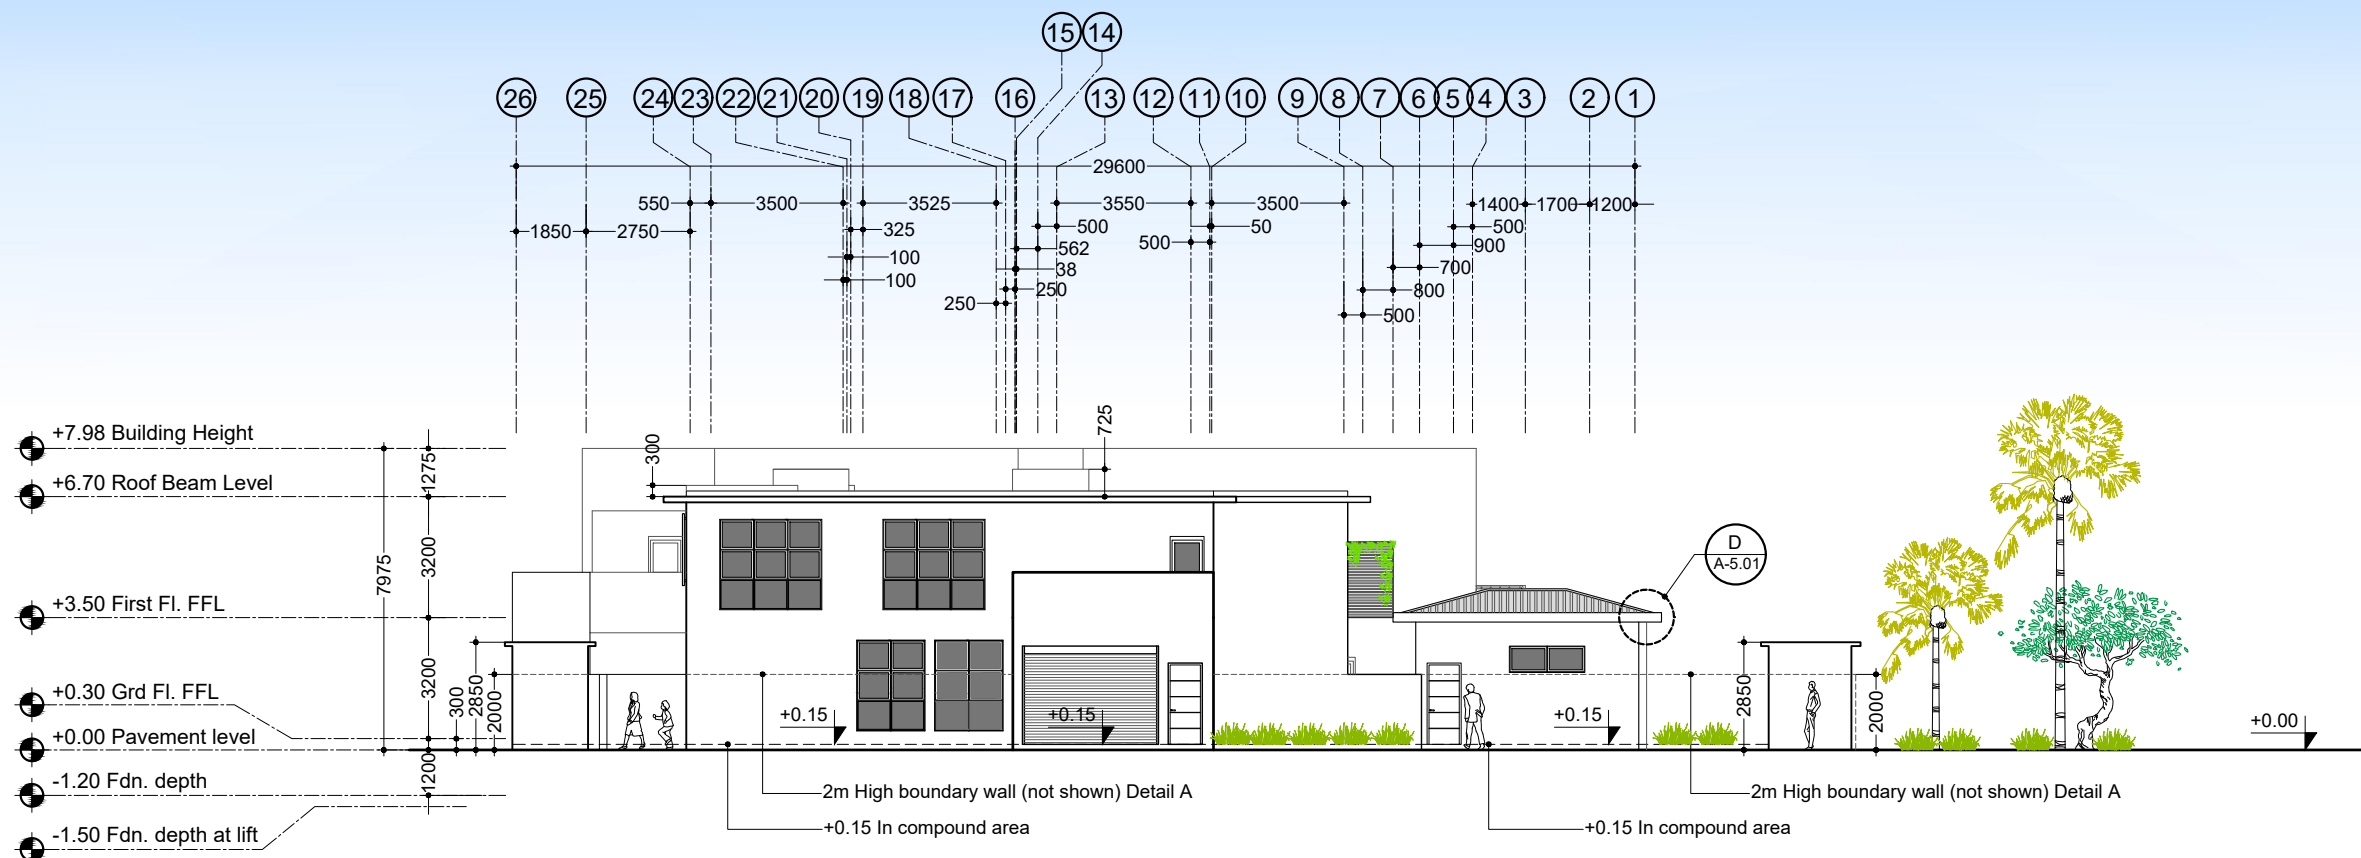 15 14
26 25 24 23 22 21 20 19 18 17 16 13 12 11 10 9 8 7 6 5 4 3 2 1
29600
550 3500 3525 3550 3500 1400 1700 1200
1850 2750 325 500 50 500
500 562 900
100 38 700
100 250 800
250 500
725
+7.98 Building Height
300
1275
+6.70 Roof Beam Level
D
A-5.01
3200
7975
+3.50 First Fl. FFL
3200
+0.30 Grd Fl. FFL
300
2850
2000
2850
2000
+0.15
+0.15
+0.15
+0.00
+0.00 Pavement level
1200
-1.20 Fdn. depth
2m High boundary wall (not shown) Detail A
2m High boundary wall (not shown) Detail A
+0.15 In compound area
+0.15 In compound area
-1.50 Fdn. depth at lift